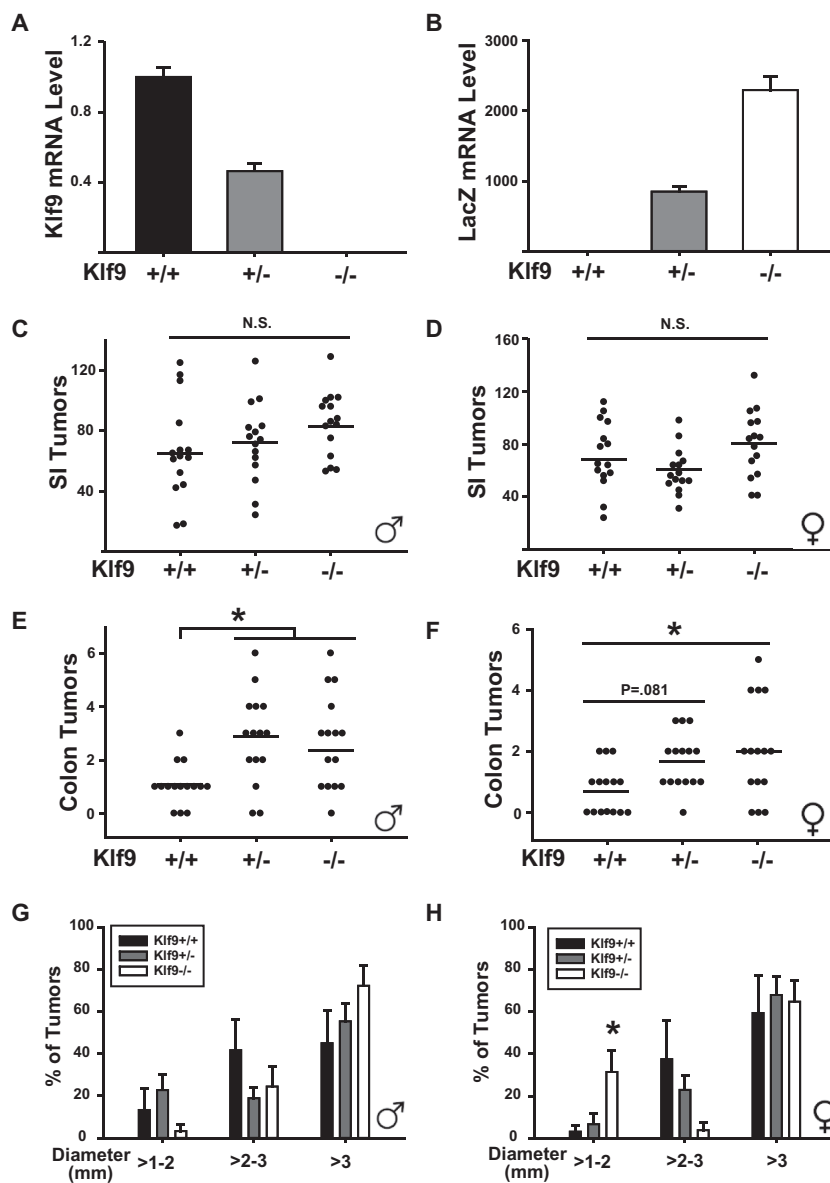 A
Klf9 mRNA Level
1.2
0.8
0.4
Klf9 +/+ +/- -/-
B
LacZ mRNA Level
3000
2000
1000
0
Klf9 +/+ +/- -/-
C
N.S.
SI Tumors
120
80
40
♂
Klf9 +/+ +/- -/-
D
N.S.
SI Tumors
160
120
80
40
0
♀
Klf9 +/+ +/- -/-
E
*
Colon Tumors
6
4
2
0
♂
Klf9 +/+ +/- -/-
F
*
P=.081
Colon Tumors
6
4
2
0
♀
Klf9 +/+ +/- -/-
G
% of Tumors
100
80
60
40
20
0
Klf9+/+
Klf9+/-
Klf9-/-
♂
Diameter
(mm)
>1-2 >2-3 >3
H
% of Tumors
100
80
60
40
20
0
Klf9+/+
Klf9+/-
Klf9-/-
*
♀
Diameter
(mm)
>1-2 >2-3 >3